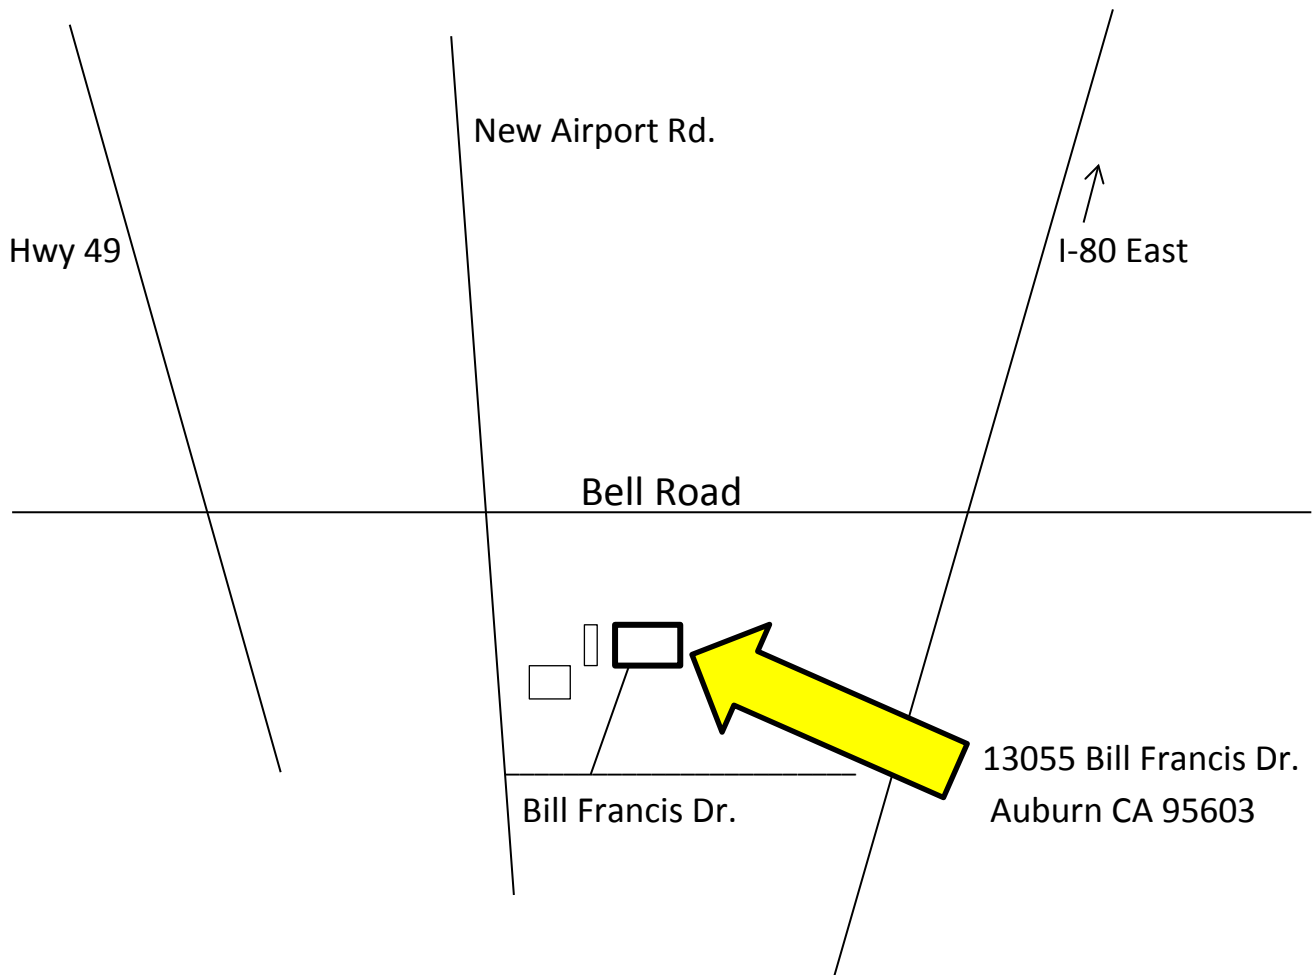 New Airport Rd.
Hwy 49
I-80 East
Bell Road
13055 Bill Francis Dr.
Auburn CA 95603
Bill Francis Dr.